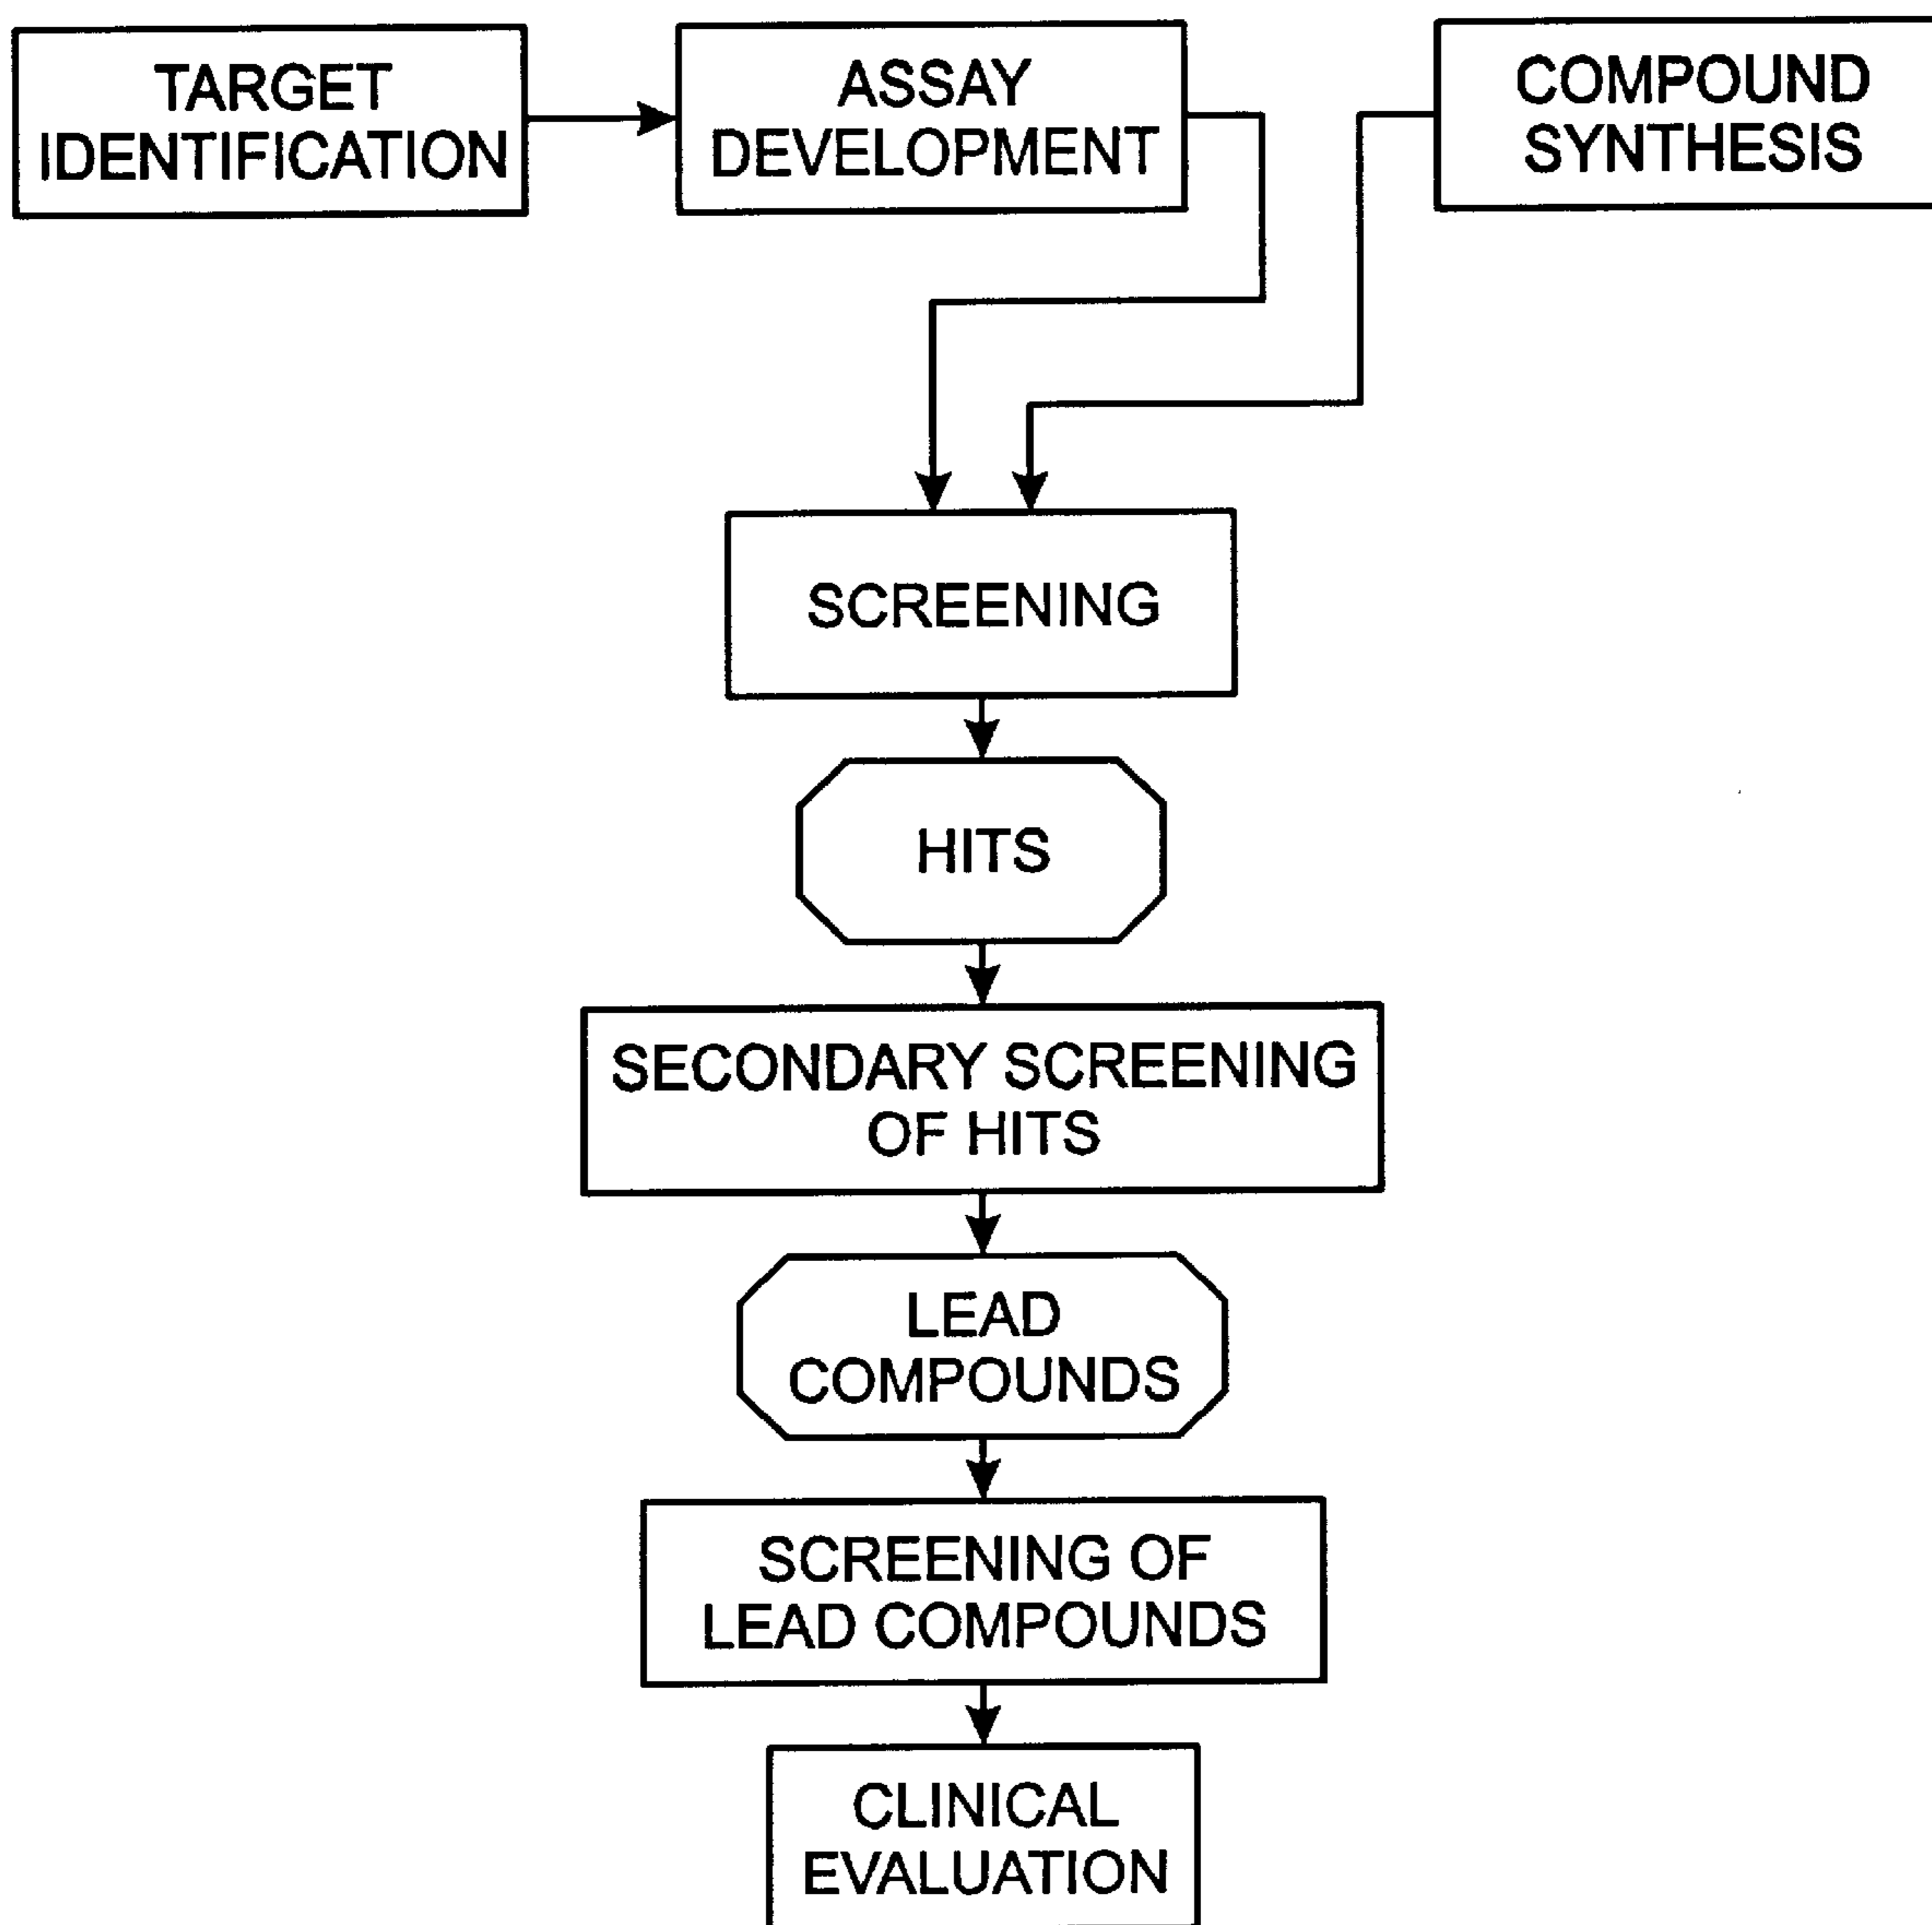 TARGET
IDENTIFICATION
ASSAY
DEVELOPMENT
COMPOUND
SYNTHESIS
SCREENING
HITS
SECONDARY SCREENING
OF HITS
LEAD
COMPOUNDS
SCREENING OF
LEAD COMPOUNDS
CLINICAL
EVALUATION